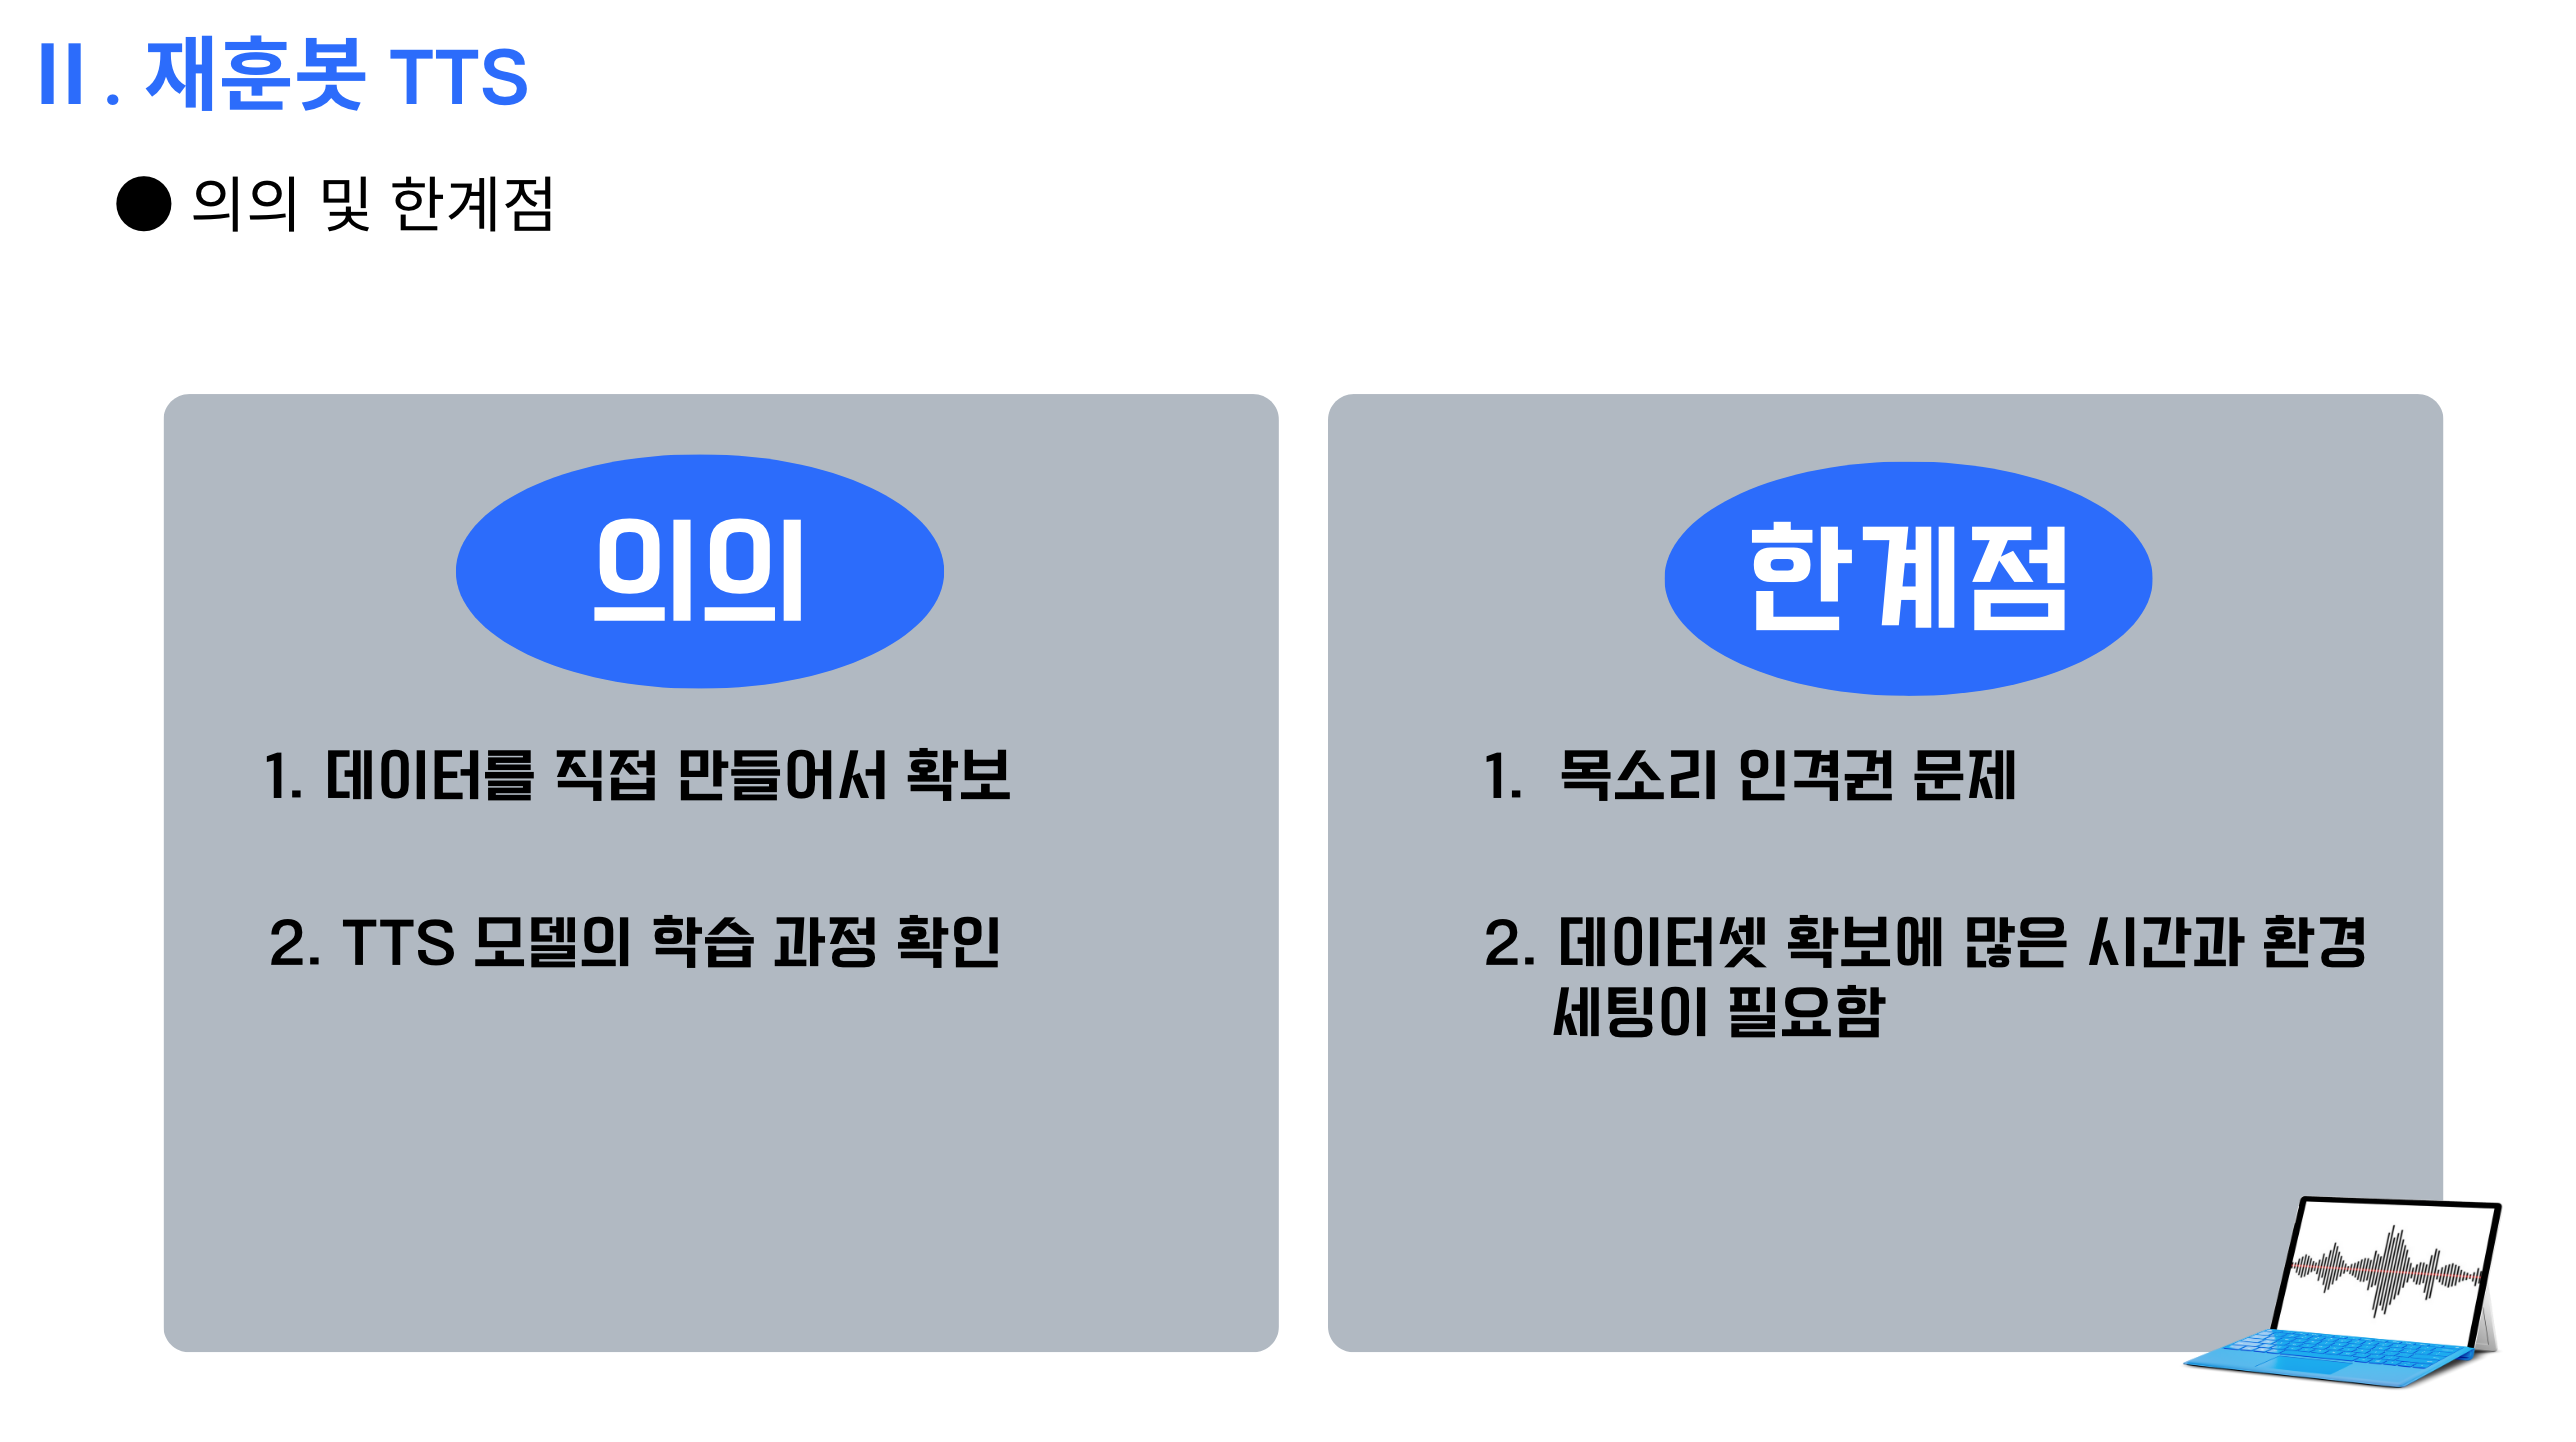 II. 재훈봇 TTS
● 의의 및 한계점
의의
1. 데이터를 직접 만들어서 확보
2. TTS 모델의 학습 과정 확인
한계점
1. 목소리 인격권 문제
2. 데이터셋 확보에 많은 시간과 환경
세팅이 필요함